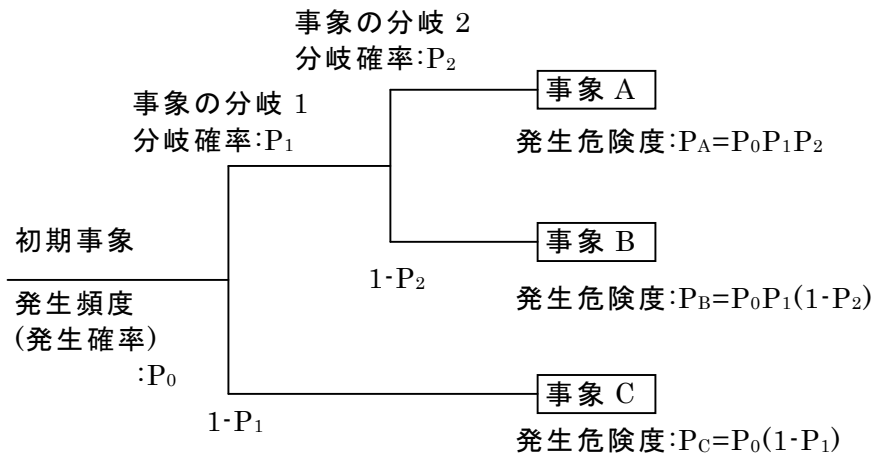 事象の分岐 2
分岐確率:P₂
事象 A
事象の分岐 1
分岐確率:P₁
発生危険度:P_A=P₀P₁P₂
初期事象
事象 B
1-P₂
発生頻度
(発生確率)
:P₀
発生危険度:P_B=P₀P₁(1-P₂)
事象 C
1-P₁
発生危険度:P_C=P₀(1-P₁)